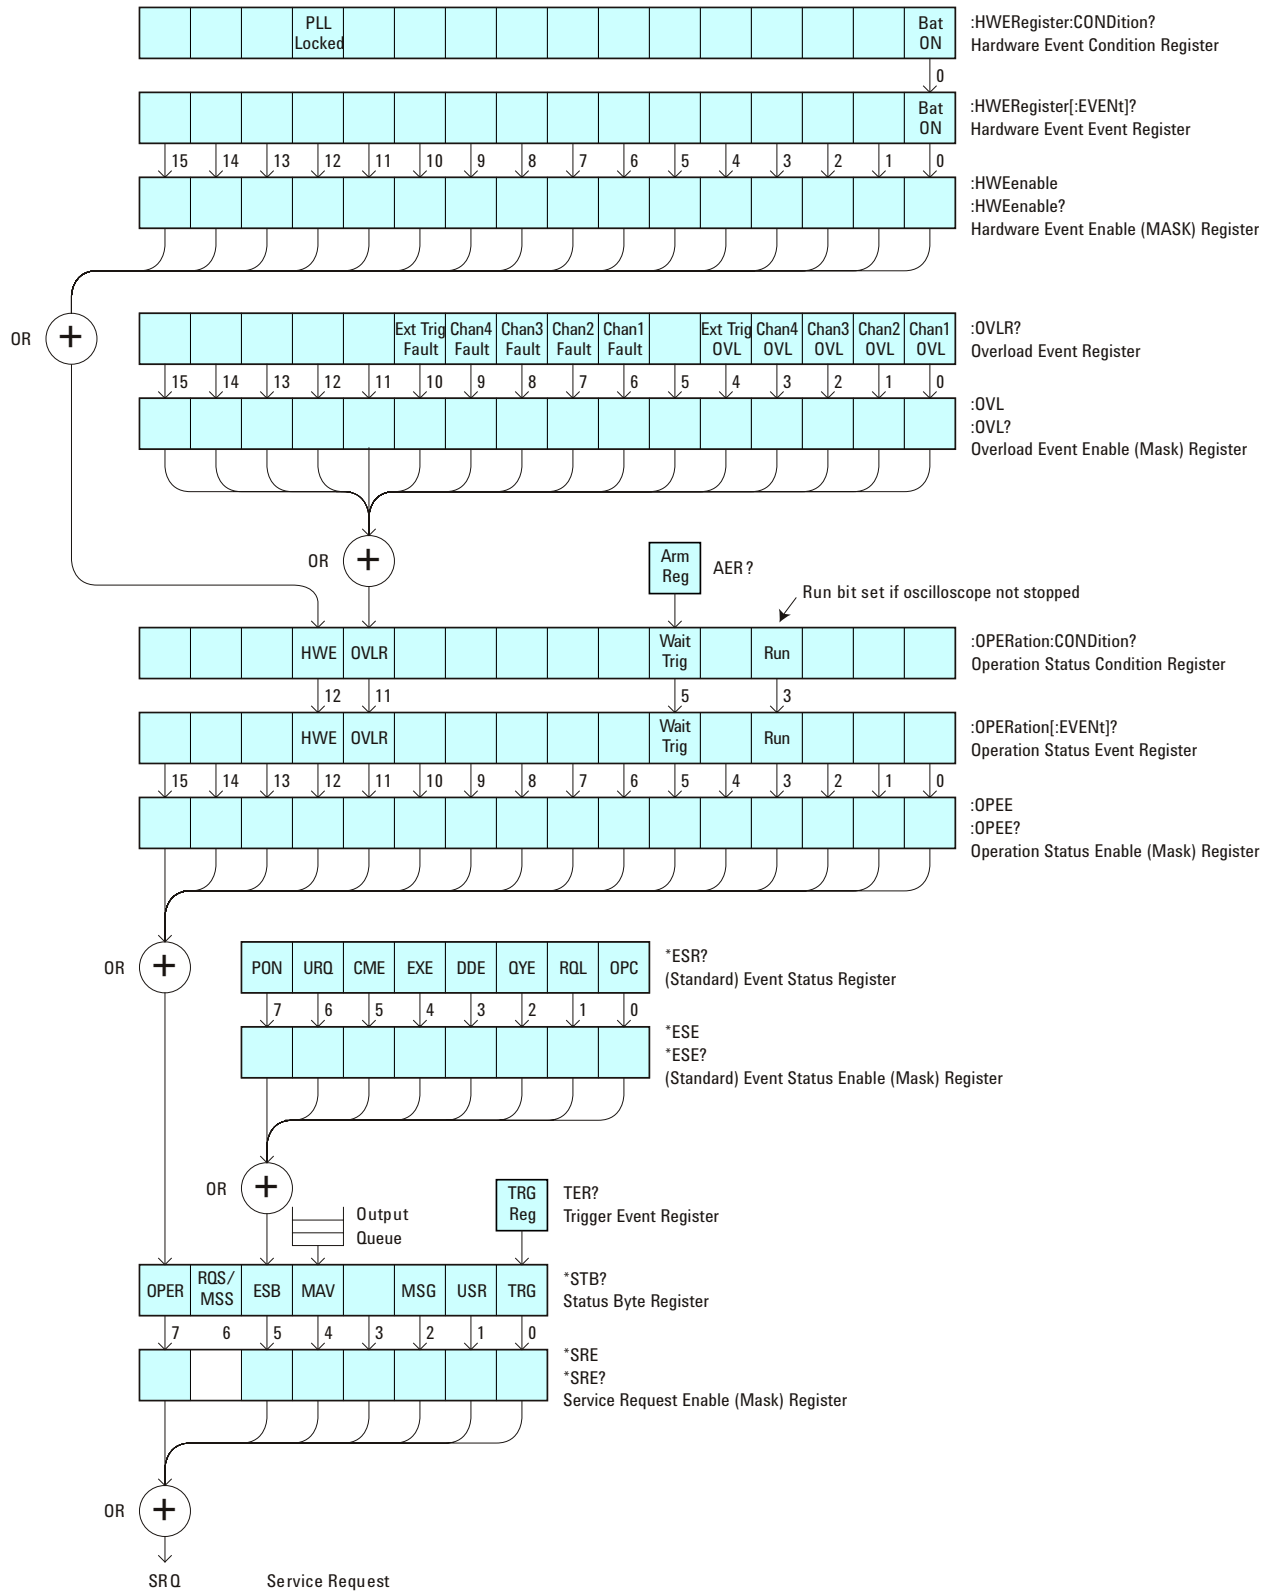 PLL
Locked
Bat
ON
:HWERegister:CONDition?
Hardware Event Condition Register
0
Bat
ON
:HWERegister[:EVENt]?
Hardware Event Event Register
15 14 13 12 11 10 9 8 7 6 5 4 3 2 1 0
:HWEenable
:HWEenable?
Hardware Event Enable (MASK) Register
OR
+
Ext Trig Chan4 Chan3 Chan2 Chan1 Ext Trig Chan4 Chan3 Chan2 Chan1
Fault Fault Fault Fault Fault OVL OVL OVL OVL OVL
:OVLR?
Overload Event Register
15 14 13 12 11 10 9 8 7 6 5 4 3 2 1 0
:OVL
:OVL?
Overload Event Enable (Mask) Register
OR
+
Arm
Reg
AER?
Run bit set if oscilloscope not stopped
HWE OVLR
Wait
Trig
Run
:OPERation:CONDition?
Operation Status Condition Register
12 11 5 3
HWE OVLR
Wait
Trig
Run
:OPERation[:EVENt]?
Operation Status Event Register
15 14 13 12 11 10 9 8 7 6 5 4 3 2 1 0
:OPEE
:OPEE?
Operation Status Enable (Mask) Register
OR
+
PON URQ CME EXE DDE QYE RQL OPC
*ESR?
(Standard) Event Status Register
7 6 5 4 3 2 1 0
*ESE
*ESE?
(Standard) Event Status Enable (Mask) Register
OR
+
Output
Queue
TRG
Reg
TER?
Trigger Event Register
OPER
RQS/
MSS
ESB MAV MSG USR TRG
*STB?
Status Byte Register
7 6 5 4 3 2 1 0
*SRE
*SRE?
Service Request Enable (Mask) Register
OR
+
SRQ
Service Request